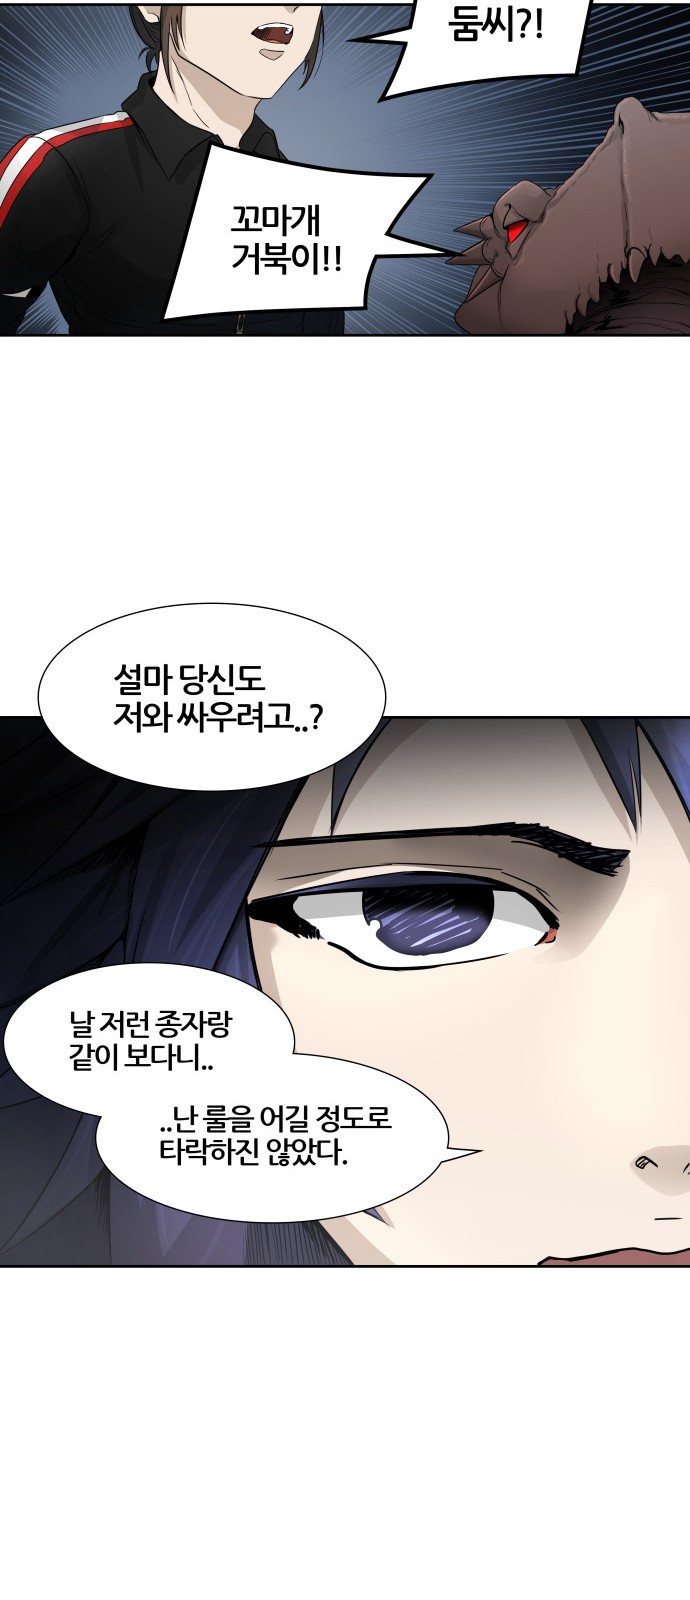 둠씨?!
꼬마개
거북이!!
설마 당신도
저와 싸우려고..?
날 저런 종자랑
같이 보다니..
..난 룰을 어길 정도로
타락하진 않았다.